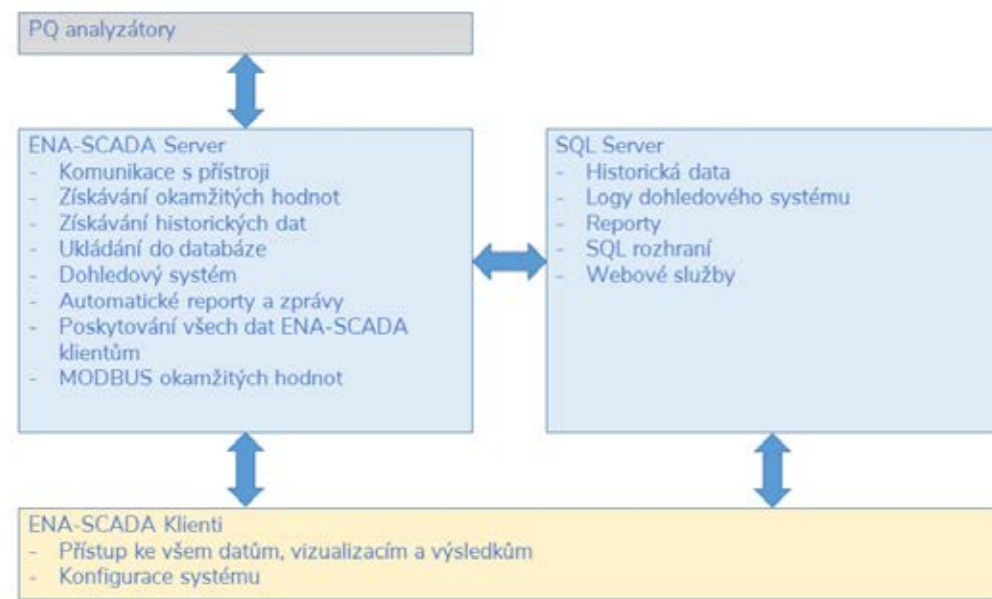 PQ analyzátory
ENA-SCADA Server
- Komunikace s přístroji
- Získávání okamžitých hodnot
- Získávání historických dat
- Ukládání do databáze
- Dohledový systém
- Automatické reporty a zprávy
- Poskytování všech dat ENA-SCADA
klientům
- MODBUS okamžitých hodnot
SQL Server
- Historická data
- Logy dohledového systému
- Reporty
- SQL rozhraní
- Webové služby
ENA-SCADA Klienti
- Přístup ke všem datům, vizualizacím a výsledkům
- Konfigurace systému